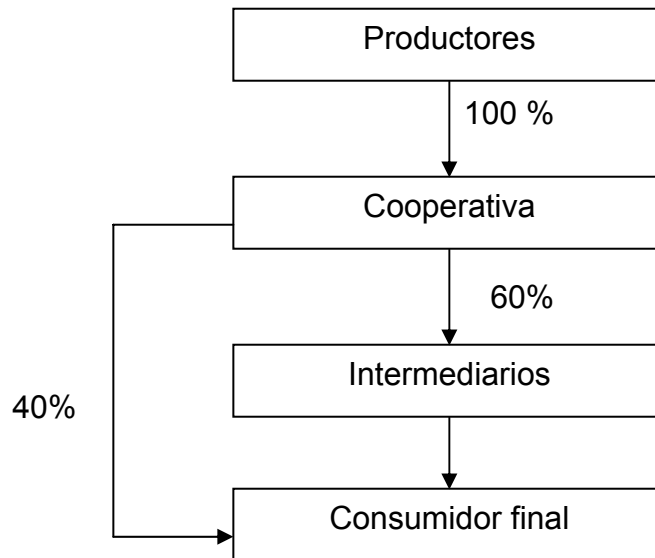 Productores
100 %
Cooperativa
60%
Intermediarios
40%
Consumidor final